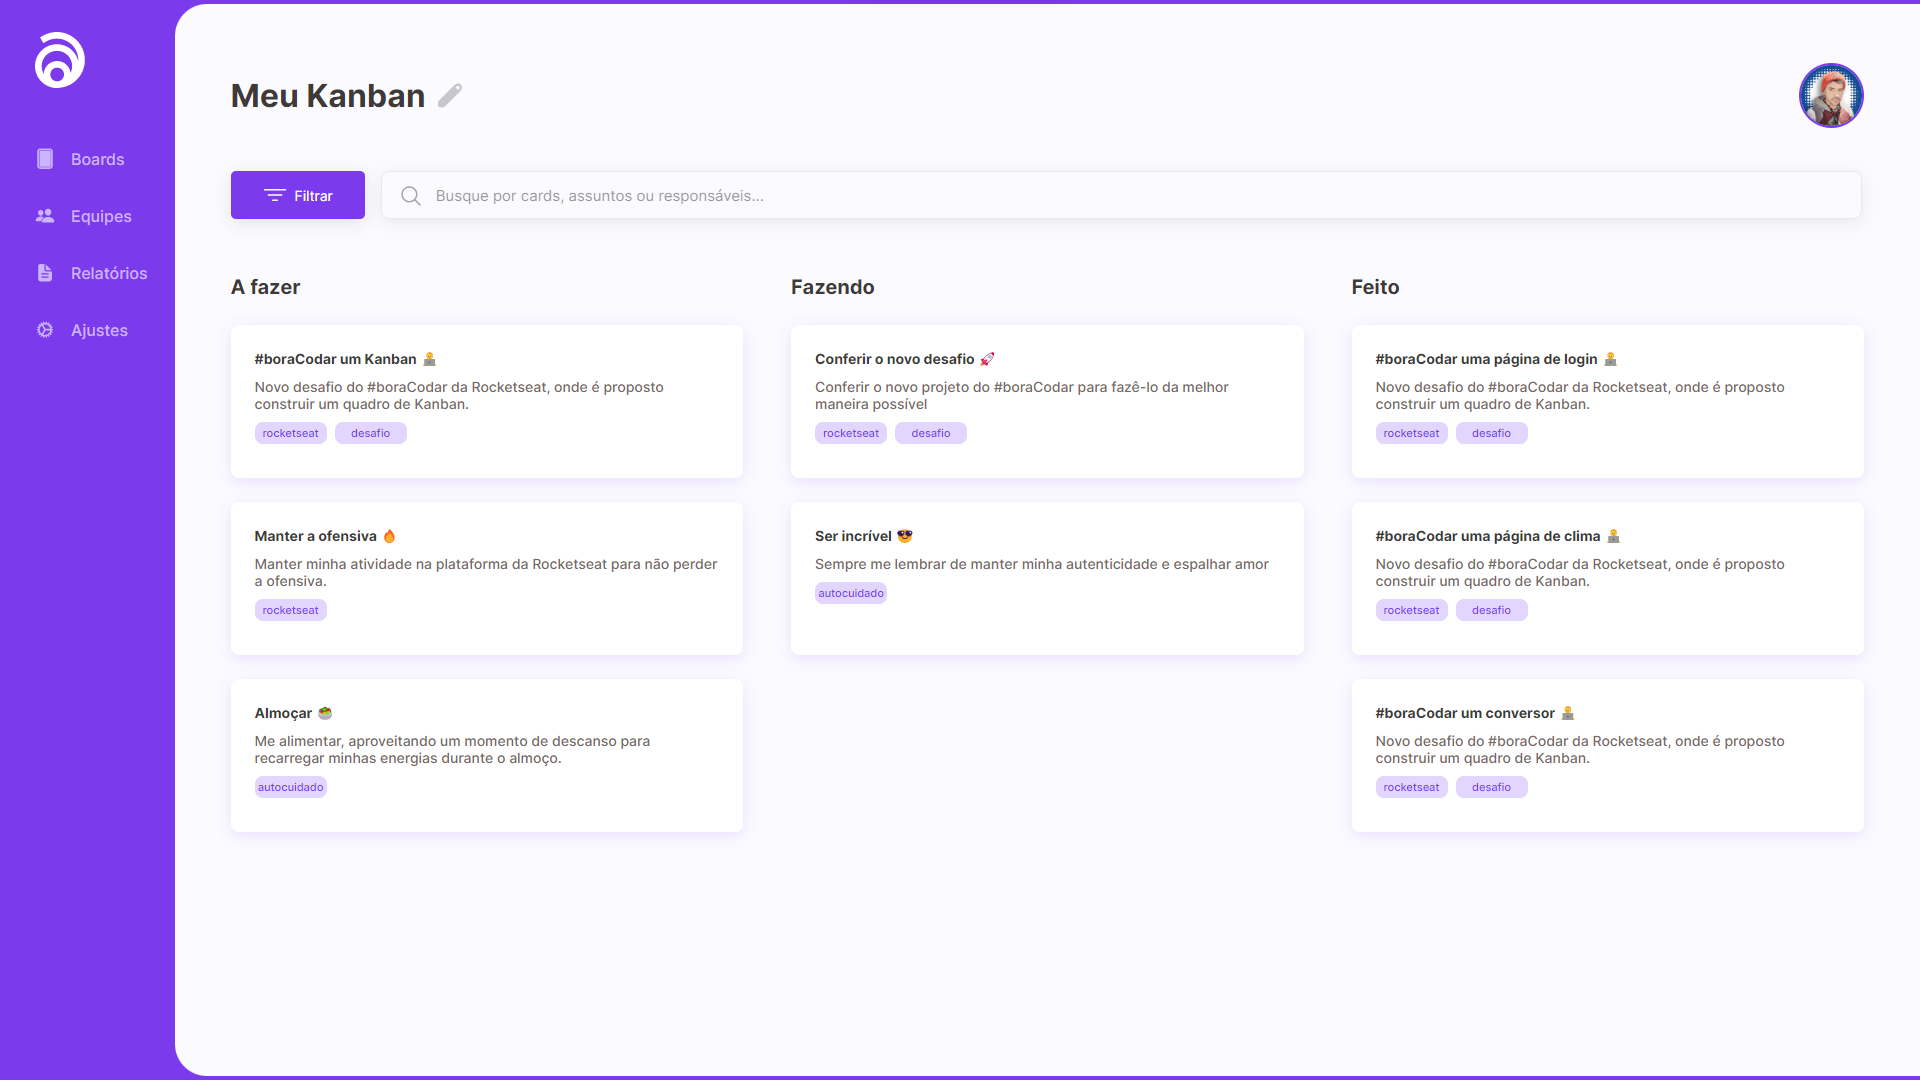 Boards
Equipes
Relatórios
Ajustes
Meu Kanban
Filtrar
Busque por cards, assuntos ou responsáveis...
A fazer
#boraCodar um Kanban 🧑‍💻
Novo desafio do #boraCodar da Rocketseat, onde é proposto
construir um quadro de Kanban.
rocketseat desafio
Manter a ofensiva 🔥
Manter minha atividade na plataforma da Rocketseat para não perder
a ofensiva.
rocketseat
Almoçar 🥗
Me alimentar, aproveitando um momento de descanso para
recarregar minhas energias durante o almoço.
autocuidado
Fazendo
Conferir o novo desafio 🚀
Conferir o novo projeto do #boraCodar para fazê-lo da melhor
maneira possível
rocketseat desafio
Ser incrível 😎
Sempre me lembrar de manter minha autenticidade e espalhar amor
autocuidado
Feito
#boraCodar uma página de login 🧑‍💻
Novo desafio do #boraCodar da Rocketseat, onde é proposto
construir um quadro de Kanban.
rocketseat desafio
#boraCodar uma página de clima 🧑‍💻
Novo desafio do #boraCodar da Rocketseat, onde é proposto
construir um quadro de Kanban.
rocketseat desafio
#boraCodar um conversor 🧑‍💻
Novo desafio do #boraCodar da Rocketseat, onde é proposto
construir um quadro de Kanban.
rocketseat desafio